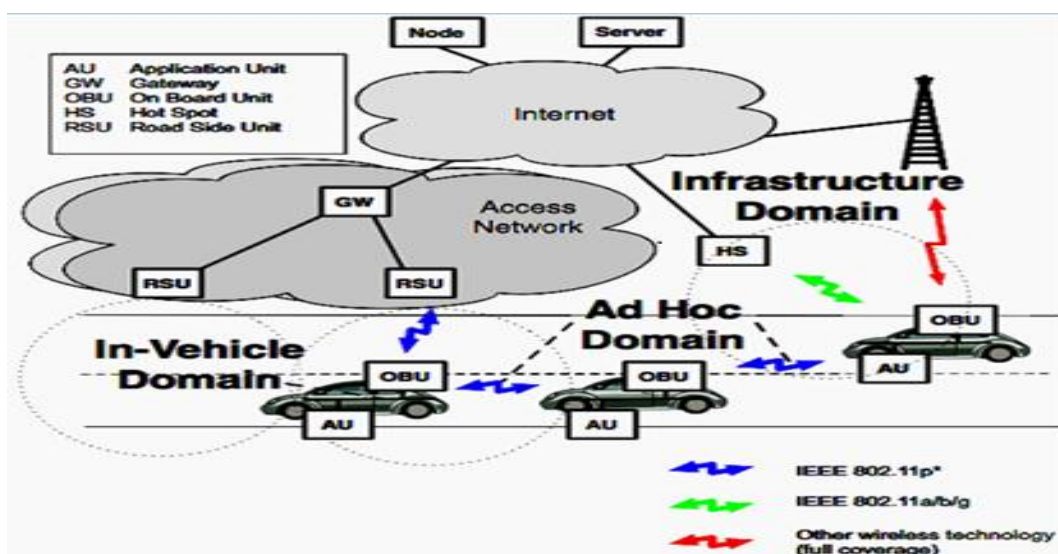 Node
Server
AU Application Unit
GW Gateway
OBU On Board Unit
HS Hot Spot
RSU Road Side Unit
Internet
Infrastructure
Domain
GW
Access
Network
HS
RSU
RSU
Ad Hoc
Domain
OBU
In-Vehicle
Domain
OBU
OBU
AU
AU
AU
IEEE 802.11p*
IEEE 802.11a/b/g
Other wireless technology
(full coverage)